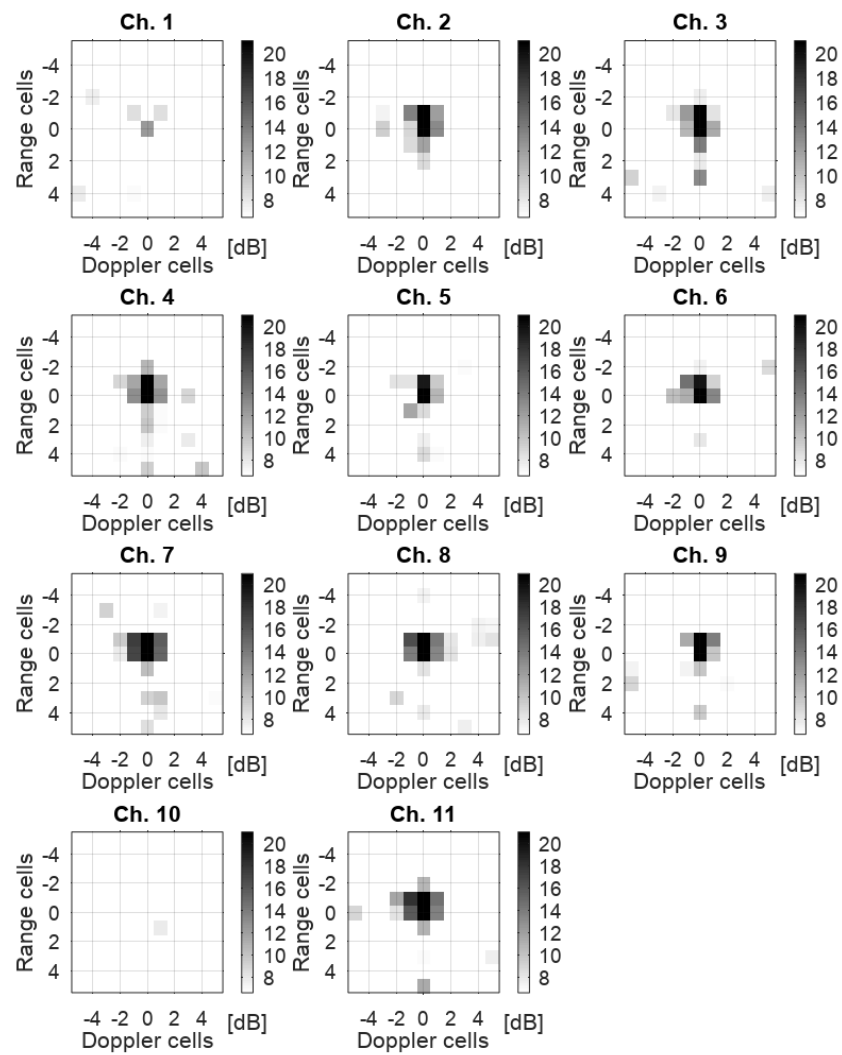 Ch. 1 Ch. 2 Ch. 3
Range cells -4 -2 0 2 4 20 18 16 14 12 10 8 Range cells -4 -2 0 2 4 20 18 16 14 12 10 8 Range cells -4 -2 0 2 4 20 18 16 14 12 10 8
-4 -2 0 2 4 [dB] -4 -2 0 2 4 [dB] -4 -2 0 2 4 [dB]
Doppler cells Doppler cells Doppler cells
Ch. 4 Ch. 5 Ch. 6
Range cells -4 -2 0 2 4 20 18 16 14 12 10 8 Range cells -4 -2 0 2 4 20 18 16 14 12 10 8 Range cells -4 -2 0 2 4 20 18 16 14 12 10 8
-4 -2 0 2 4 [dB] -4 -2 0 2 4 [dB] -4 -2 0 2 4 [dB]
Doppler cells Doppler cells Doppler cells
Ch. 7 Ch. 8 Ch. 9
Range cells -4 -2 0 2 4 20 18 16 14 12 10 8 Range cells -4 -2 0 2 4 20 18 16 14 12 10 8 Range cells -4 -2 0 2 4 20 18 16 14 12 10 8
-4 -2 0 2 4 [dB] -4 -2 0 2 4 [dB] -4 -2 0 2 4 [dB]
Doppler cells Doppler cells Doppler cells
Ch. 10 Ch. 11
Range cells -4 -2 0 2 4 20 18 16 14 12 10 8 Range cells -4 -2 0 2 4 20 18 16 14 12 10 8
-4 -2 0 2 4 [dB] -4 -2 0 2 4 [dB]
Doppler cells Doppler cells